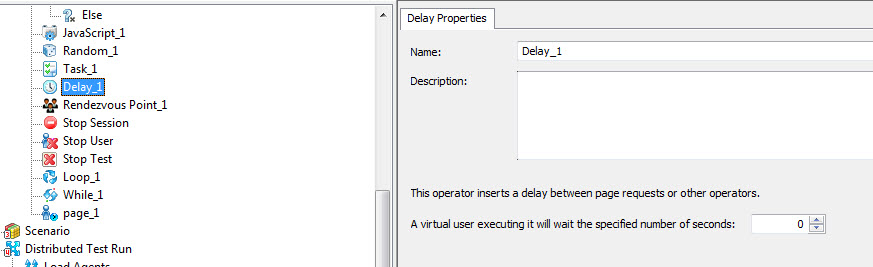 Else
JavaScript_1
Random_1
Task_1
Delay_1
Rendezvous Point_1
Stop Session
Stop User
Stop Test
Loop_1
While_1
page_1
3 Scenario
4 Distributed Test Run
Load Agents
Delay Properties
Name: Delay_1
Description:
This operator inserts a delay between page requests or other operators.
A virtual user executing it will wait the specified number of seconds: 0